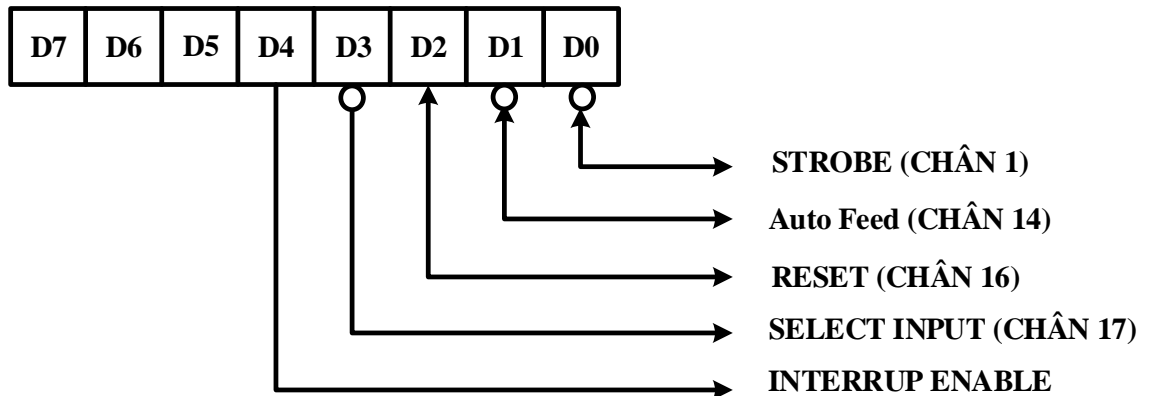 D7 D6 D5 D4 D3 D2 D1 D0
STROBE (CHÂN 1)
Auto Feed (CHÂN 14)
RESET (CHÂN 16)
SELECT INPUT (CHÂN 17)
INTERRUP ENABLE